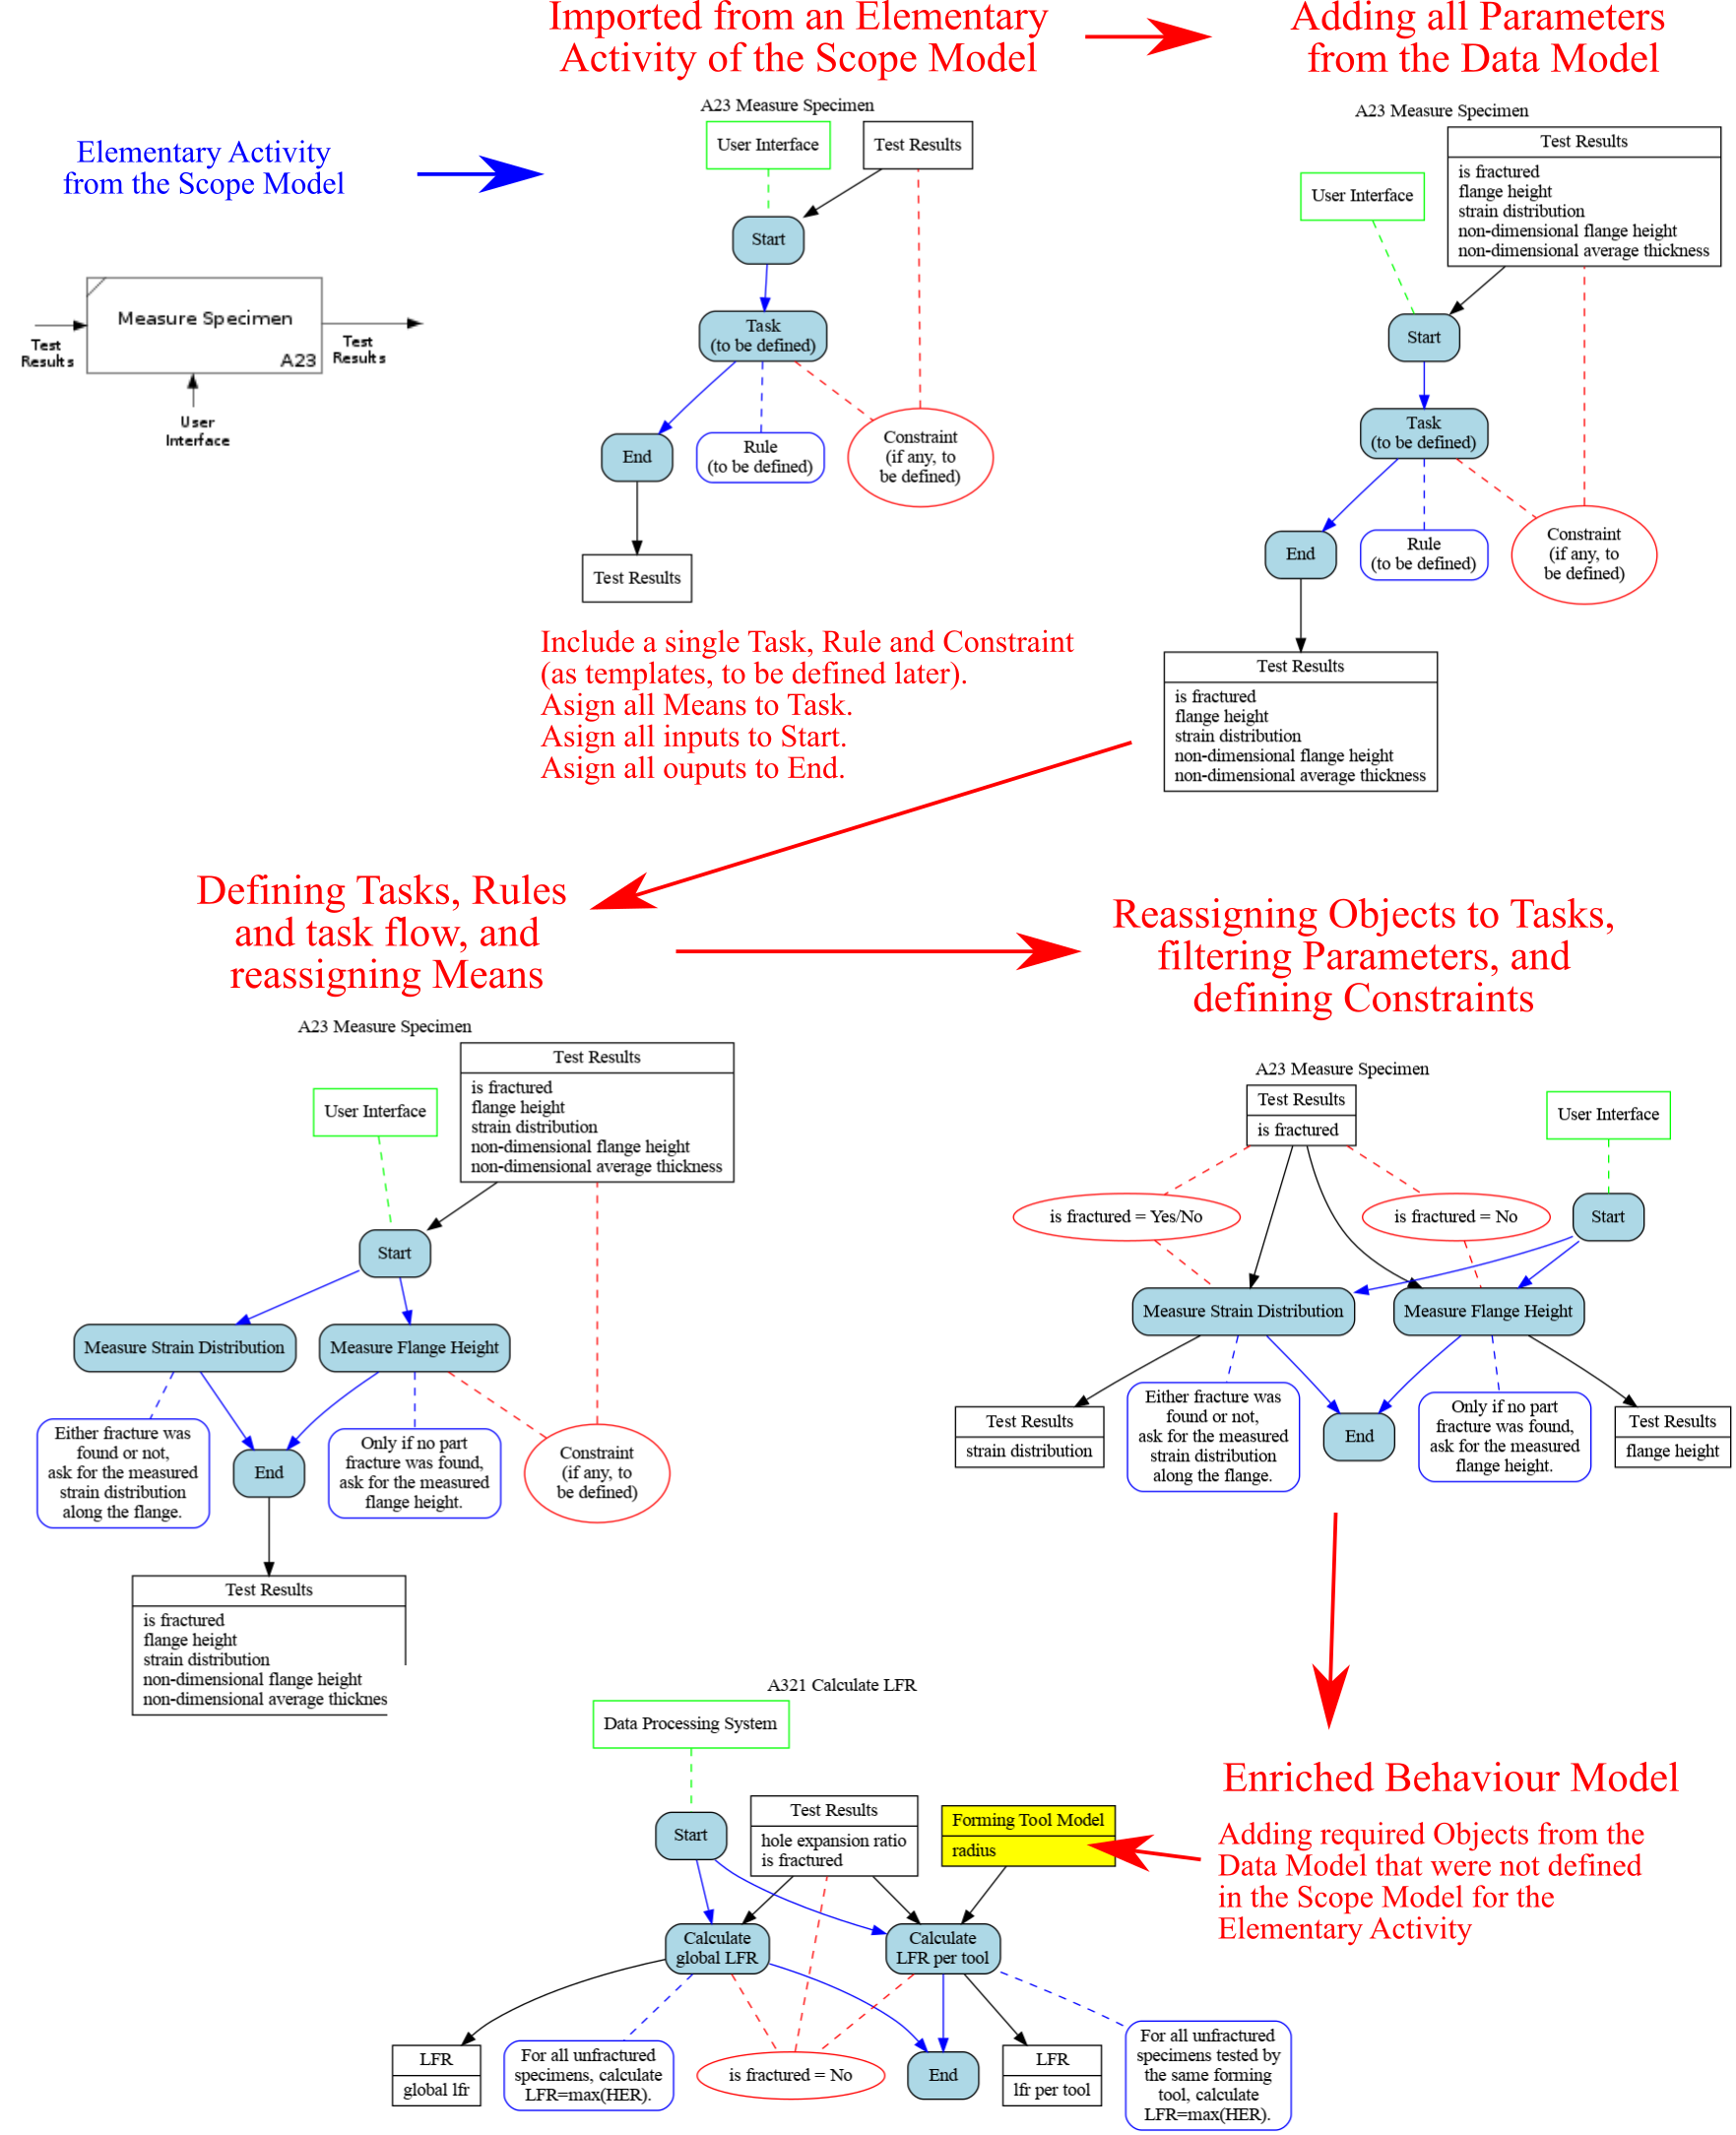 Imported from an Elementary
Activity of the Scope Model
Adding all Parameters
from the Data Model
Elementary Activity
from the Scope Model
Measure Specimen
A23
Test
Results
Test
Results
User
Interface
A23 Measure Specimen
User Interface
Test Results
Start
Task
(to be defined)
End
Rule
(to be defined)
Constraint
(if any, to
be defined)
Test Results
Include a single Task, Rule and Constraint
(as templates, to be defined later).
Asign all Means to Task.
Asign all inputs to Start.
Asign all ouputs to End.
A23 Measure Specimen
User Interface
Test Results
is fractured
flange height
strain distribution
non-dimensional flange height
non-dimensional average thickness
Start
Task
(to be defined)
End
Rule
(to be defined)
Constraint
(if any, to
be defined)
Test Results
is fractured
flange height
strain distribution
non-dimensional flange height
non-dimensional average thickness
Defining Tasks, Rules
and task flow, and
reassigning Means
A23 Measure Specimen
User Interface
Test Results
is fractured
flange height
strain distribution
non-dimensional flange height
non-dimensional average thickness
Start
Measure Strain Distribution
Measure Flange Height
Either fracture was
found or not,
ask for the measured
strain distribution
along the flange.
End
Only if no part
fracture was found,
ask for the measured
flange height.
Constraint
(if any, to
be defined)
Test Results
is fractured
flange height
strain distribution
non-dimensional flange height
non-dimensional average thicknes
Reassigning Objects to Tasks,
filtering Parameters, and
defining Constraints
A23 Measure Specimen
Test Results
is fractured
User Interface
is fractured = Yes/No
is fractured = No
Start
Measure Strain Distribution
Measure Flange Height
Test Results
strain distribution
Either fracture was
found or not,
ask for the measured
strain distribution
along the flange.
End
Only if no part
fracture was found,
ask for the measured
flange height.
Test Results
flange height
Enriched Behaviour Model
Adding required Objects from the
Data Model that were not defined
in the Scope Model for the
Elementary Activity
A321 Calculate LFR
Data Processing System
Start
Test Results
hole expansion ratio
is fractured
Forming Tool Model
radius
Calculate
global LFR
Calculate
LFR per tool
LFR
global lfr
For all unfractured
specimens, calculate
LFR=max(HER).
is fractured = No
End
LFR
lfr per tool
For all unfractured
specimens tested by
the same forming
tool, calculate
LFR=max(HER).